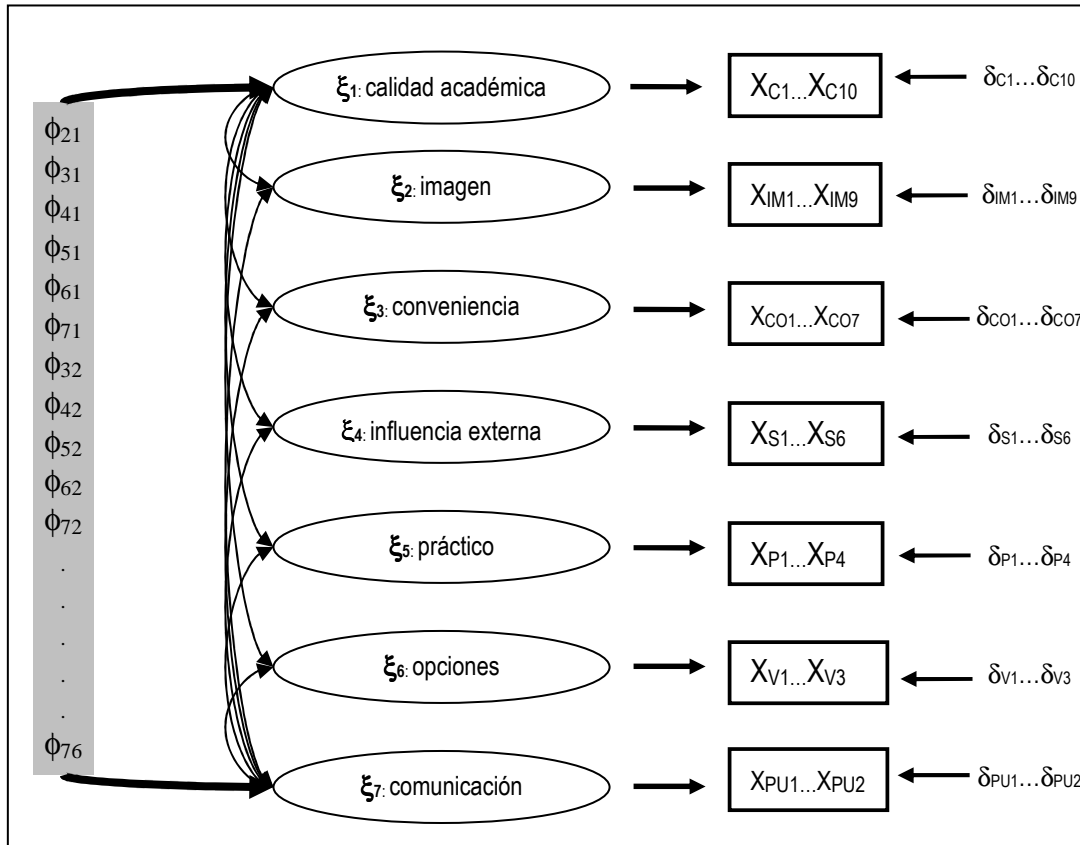 ξ1: calidad académica
XC1...XC10
δC1...δC10
ϕ21
ϕ31
ϕ41
ϕ51
ϕ61
ϕ71
ϕ32
ϕ42
ϕ52
ϕ62
ϕ72
.
.
.
.
.
ϕ76
ξ2: imagen
XIM1...XIM9
δIM1...δIM9
ξ3: conveniencia
XCO1...XCO7
δCO1...δCO7
ξ4: influencia externa
XS1...XS6
δS1...δS6
ξ5: práctico
XP1...XP4
δP1...δP4
ξ6: opciones
XV1...XV3
δV1...δV3
ξ7: comunicación
XPU1...XPU2
δPU1...δPU2